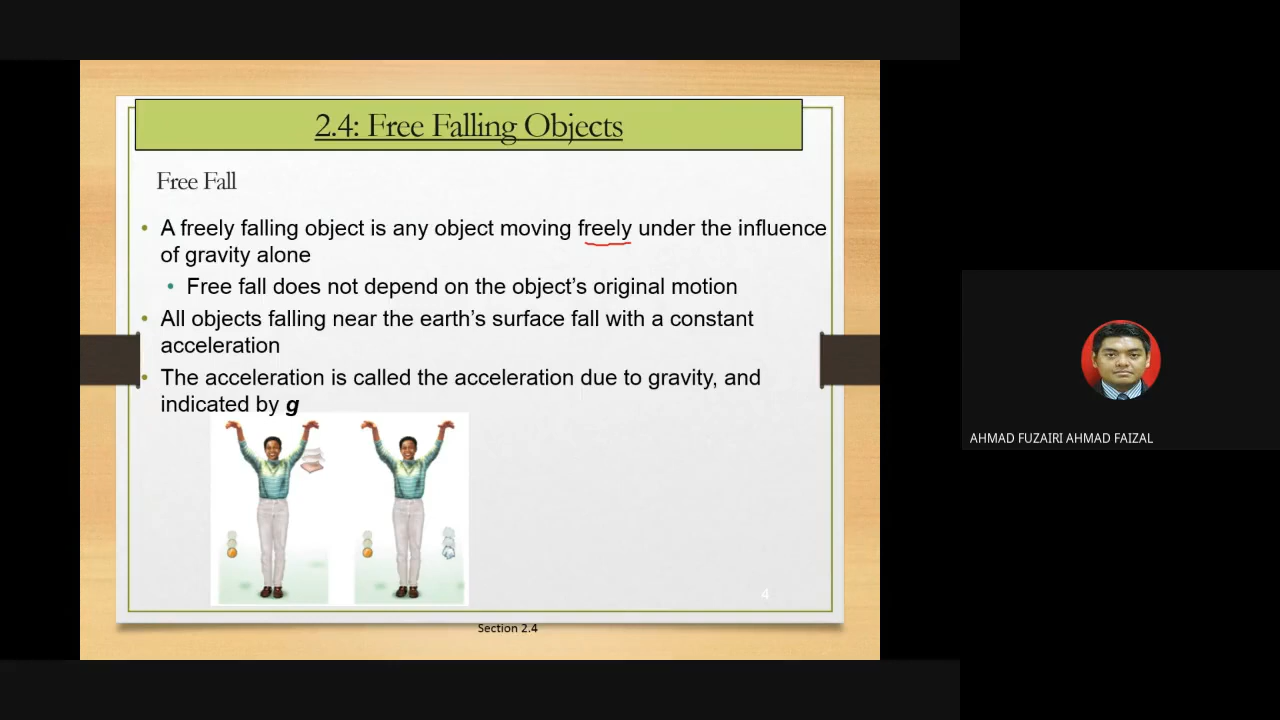 2.4: Free Falling Objects
Free Fall
• A freely falling object is any object moving freely under the influence
of gravity alone
• Free fall does not depend on the object’s original motion
• All objects falling near the earth’s surface fall with a constant
acceleration
• The acceleration is called the acceleration due to gravity, and
indicated by g
4
Section 2.4
AHMAD FUZAIRI AHMAD FAIZAL